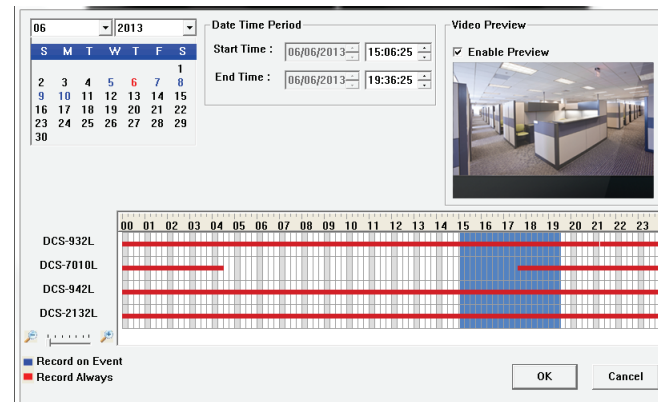 06 2013
S M T W T F S
1
2 3 4 5 6 7 8
9 10 11 12 13 14 15
16 17 18 19 20 21 22
23 24 25 26 27 28 29
30
Date Time Period
Start Time : 06/06/2013 15:06:25
End Time : 06/06/2013 19:36:25
Video Preview
Enable Preview
00 01 02 03 04 05 06 07 08 09 10 11 12 13 14 15 16 17 18 19 20 21 22 23
DCS-932L
DCS-7010L
DCS-942L
DCS-2132L
Record on Event
Record Always
OK Cancel